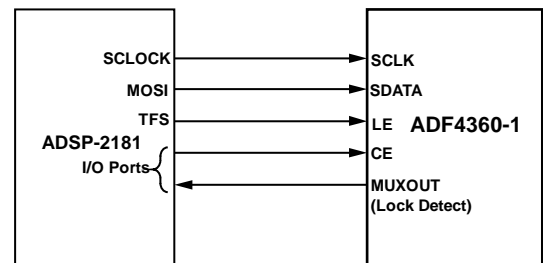 SCLOCK
MOSI
TFS
ADSP-2181
I/O Ports
SCLK
SDATA
LE
ADF4360-1
CE
MUXOUT
(Lock Detect)